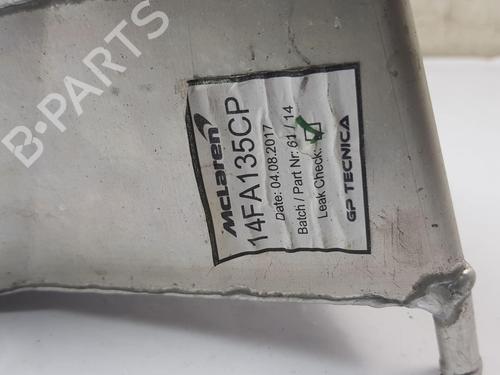 B-PARTS
McLaren
14FA135CP
Date: 04.08.2017
Batch / Part Nr: 61 / 14
Leak Check:
GP TECNICA